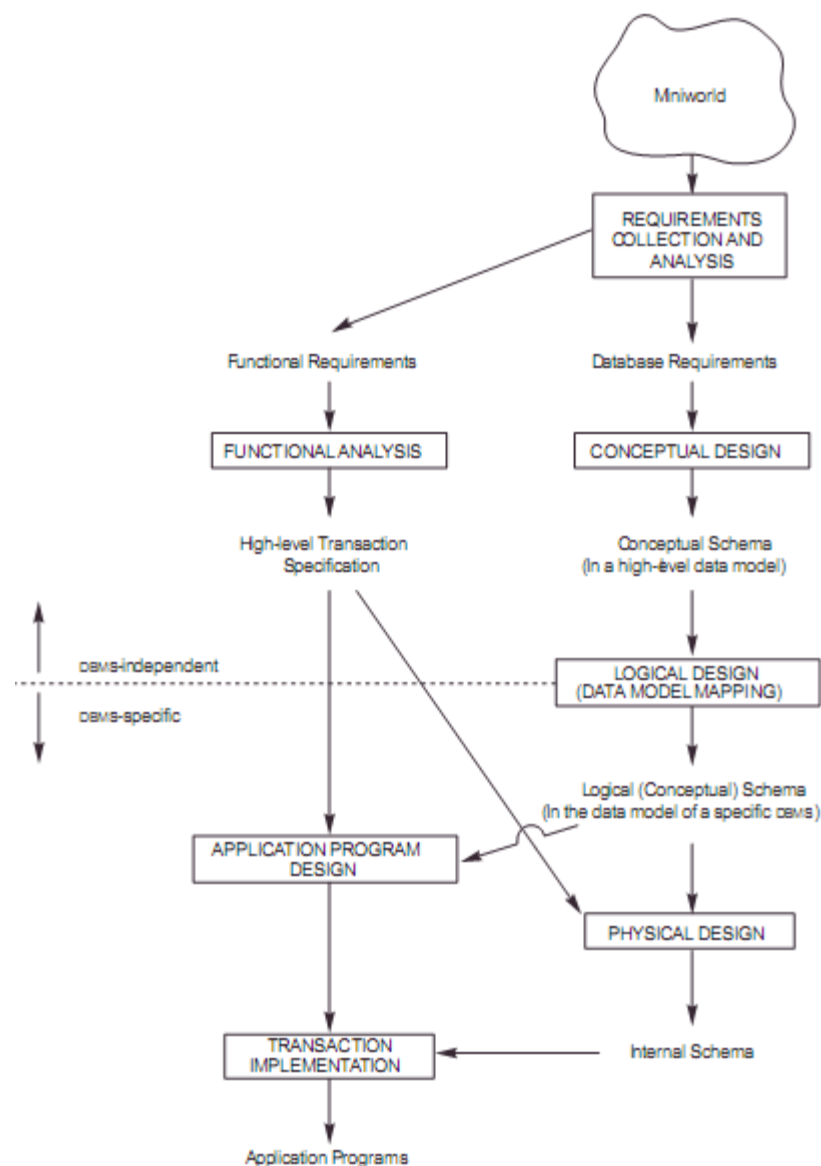 Miniworld
REQUIREMENTS
COLLECTION AND
ANALYSIS
Functional Requirements
Database Requirements
FUNCTIONAL ANALYSIS
CONCEPTUAL DESIGN
High-level Transaction
Specification
Conceptual Schema
(In a high-level data model)
DBMS-independent
LOGICAL DESIGN
(DATA MODEL MAPPING)
DBMS-specific
Logical (Conceptual) Schema
(In the data model of a specific DBMS)
APPLICATION PROGRAM
DESIGN
PHYSICAL DESIGN
TRANSACTION
IMPLEMENTATION
Internal Schema
Application Programs